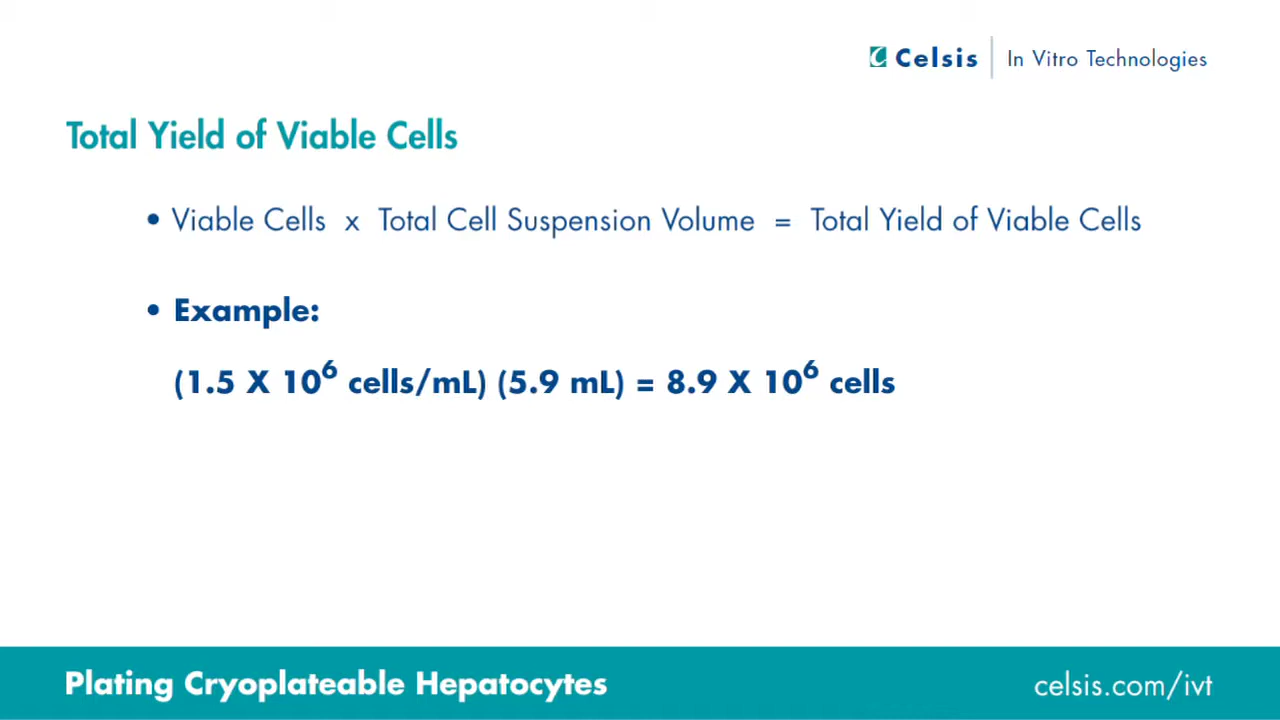 Celsis | In Vitro Technologies
Total Yield of Viable Cells
• Viable Cells x Total Cell Suspension Volume = Total Yield of Viable Cells
• Example:
(1.5 X 10⁶ cells/mL) (5.9 mL) = 8.9 X 10⁶ cells
Plating Cryoplateable Hepatocytes
celsis.com/ivt